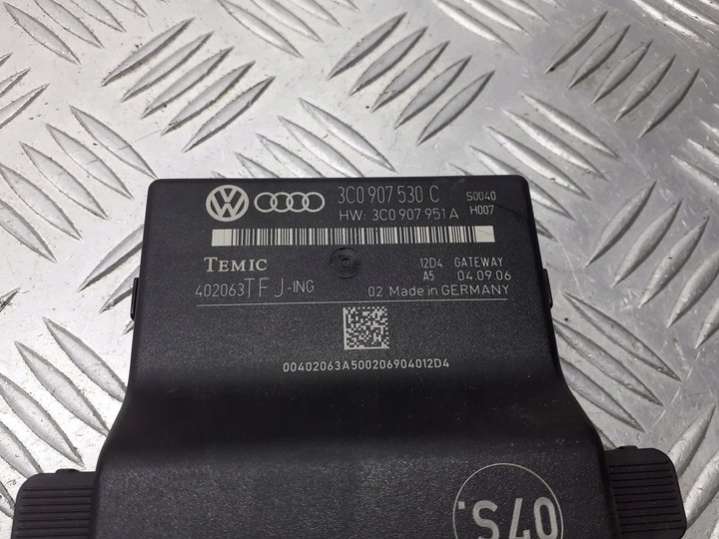 3C0 907 530 C S0040
HW: 3C0 907 951 A H007
TEMIC 12D4 GATEWAY
A5 04.09.06
402063TFJ-ING 02 Made in GERMANY
00402063A500206904012D4
.S40